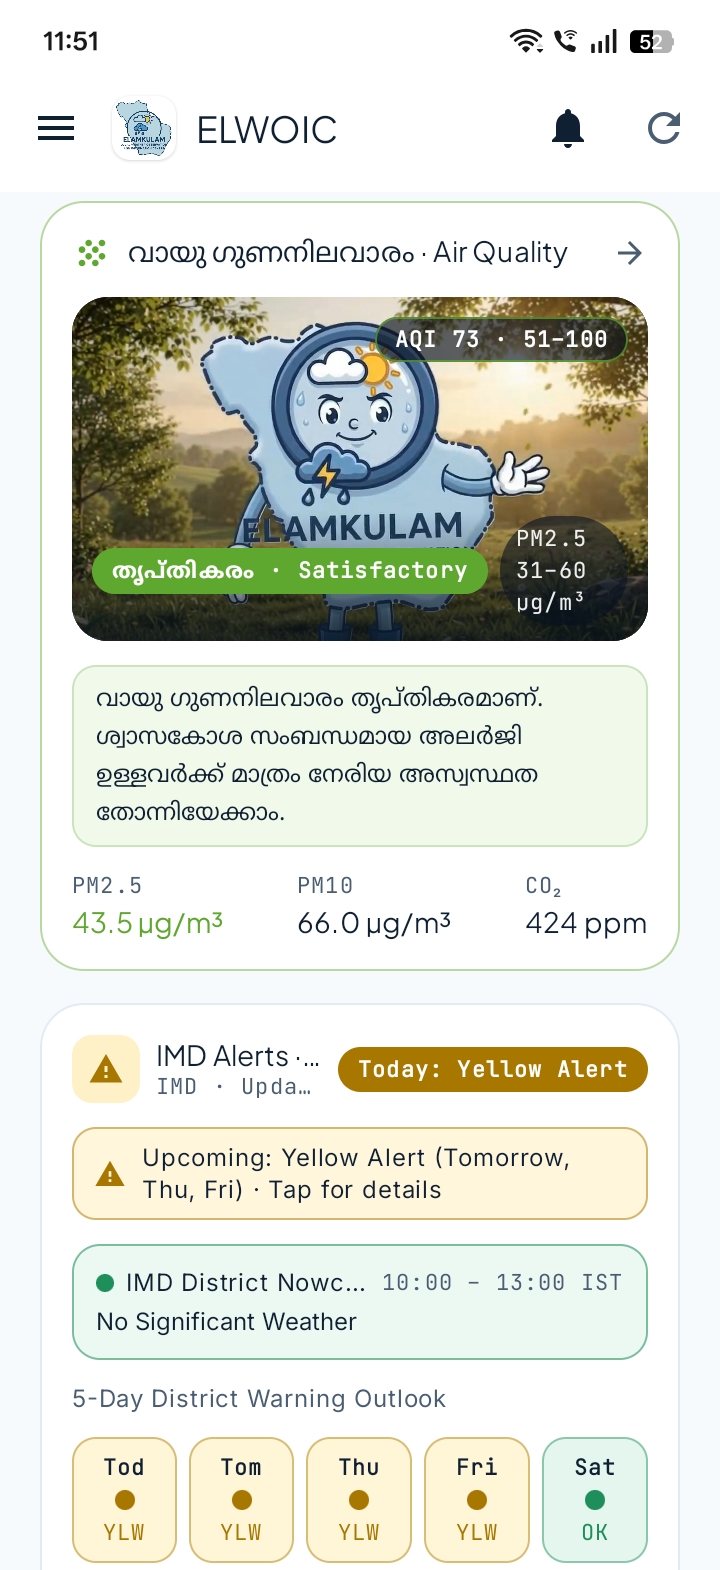 11:51
52
ELAMKULAM
ELWOIC
വായു ഗുണനിലവാരം · Air Quality
AQI 73 · 51–100
ELAMKULAM
തൃപ്തികരം · Satisfactory
PM2.5
31–60
µg/m³
വായു ഗുണനിലവാരം തൃപ്തികരമാണ്.
ശ്വാസകോശ സംബന്ധമായ അലർജി
ഉള്ളവർക്ക് മാത്രം നേരിയ അസ്വസ്ഥത
തോന്നിയേക്കാം.
PM2.5 PM10 CO₂
43.5 µg/m³ 66.0 µg/m³ 424 ppm
IMD Alerts ·...
IMD · Upda...
Today: Yellow Alert
Upcoming: Yellow Alert (Tomorrow,
Thu, Fri) · Tap for details
IMD District Nowc... 10:00 – 13:00 IST
No Significant Weather
5-Day District Warning Outlook
Tod Tom Thu Fri Sat
YLW YLW YLW YLW OK